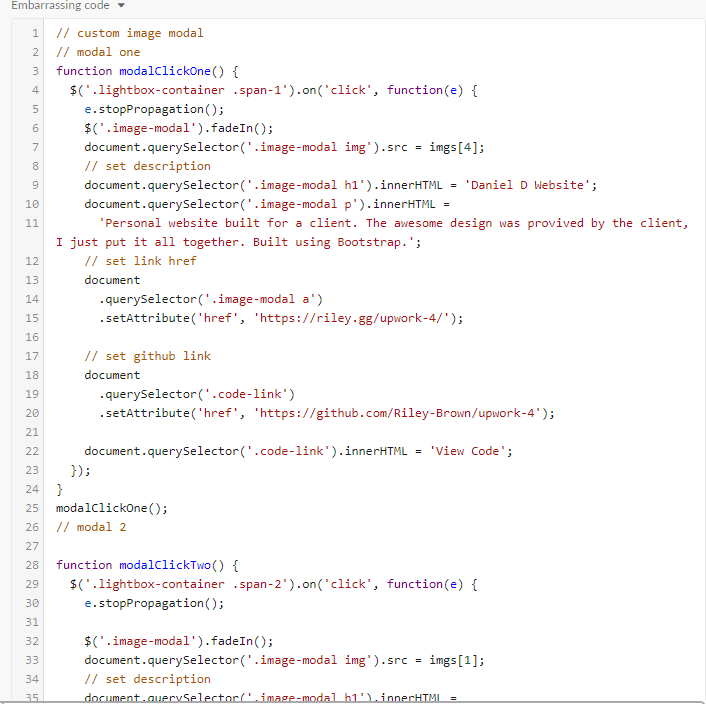 Embarrassing code
1 // custom image modal
2 // modal one
3 function modalClickOne() {
4 $('.lightbox-container .span-1').on('click', function(e) {
5 e.stopPropagation();
6 $('.image-modal').fadeIn();
7 document.querySelector('.image-modal img').src = imgs[4];
8 // set description
9 document.querySelector('.image-modal h1').innerHTML = 'Daniel D Website';
10 document.querySelector('.image-modal p').innerHTML =
11 'Personal website built for a client. The awesome design was provived by the client,
I just put it all together. Built using Bootstrap.';
12 // set link href
13 document
14 .querySelector('.image-modal a')
15 .setAttribute('href', 'https://riley.gg/upwork-4/');
16
17 // set github link
18 document
19 .querySelector('.code-link')
20 .setAttribute('href', 'https://github.com/Riley-Brown/upwork-4');
21
22 document.querySelector('.code-link').innerHTML = 'View Code';
23 });
24 }
25 modalClickOne();
26 // modal 2
27
28 function modalClickTwo() {
29 $('.lightbox-container .span-2').on('click', function(e) {
30 e.stopPropagation();
31
32 $('.image-modal').fadeIn();
33 document.querySelector('.image-modal img').src = imgs[1];
34 // set description
35 document.querySelector('.image-modal h1').innerHTML =